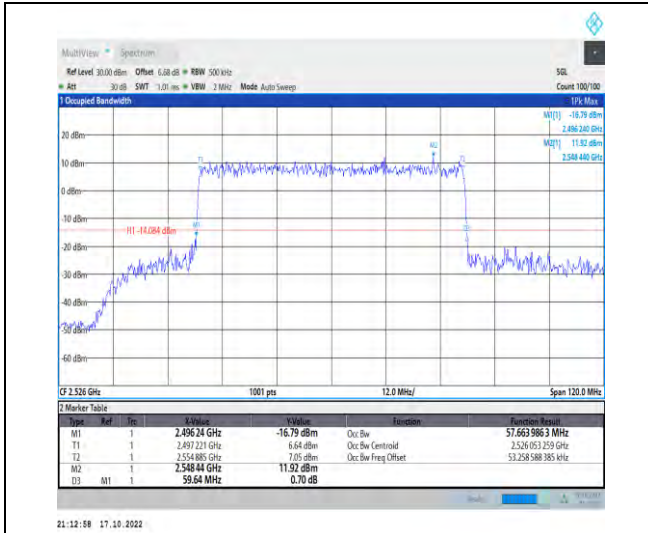 MultiView Spectrum
Ref Level 30.00 dBm Offset 6.68 dB RBW 500 kHz SGL
Att 30 dB SWT 1.01 ms VBW 2 MHz Mode Auto Sweep Count 100/100
1 Occupied Bandwidth 1Pk Max
M1[1] -16.79 dBm
2.496 240 GHz
M2[1] 11.92 dBm
2.548 440 GHz
20 dBm
M2
T1
10 dBm
0 dBm
-10 dBm
H1 -14.084 dBm
-20 dBm
-30 dBm
-40 dBm
-50 dBm
-60 dBm
CF 2.526 GHz 1001 pts 12.0 MHz/ Span 120.0 MHz
2 Marker Table
Type Ref Trc X-Value Y-Value Function Function Result
M1 1 2.496 24 GHz -16.79 dBm Occ Bw 57.663 986 3 MHz
T1 1 2.497 221 GHz 6.64 dBm Occ Bw Centroid 2.526 053 259 GHz
T2 1 2.554 885 GHz 7.05 dBm Occ Bw Freq Offset 53.258 588 385 kHz
M2 1 2.548 44 GHz 11.92 dBm
D3 M1 1 59.64 MHz 0.70 dB
21:12:58 17.10.2022